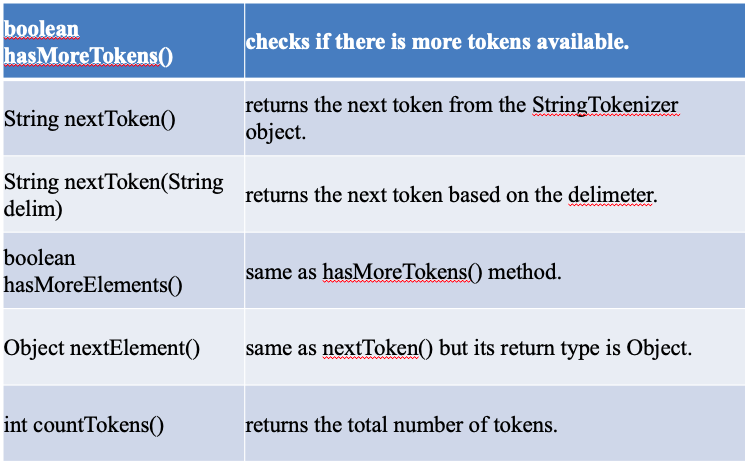 boolean
hasMoreTokens()
checks if there is more tokens available.
String nextToken()
returns the next token from the StringTokenizer
object.
String nextToken(String
delim)
returns the next token based on the delimeter.
boolean
hasMoreElements()
same as hasMoreTokens() method.
Object nextElement()
same as nextToken() but its return type is Object.
int countTokens()
returns the total number of tokens.